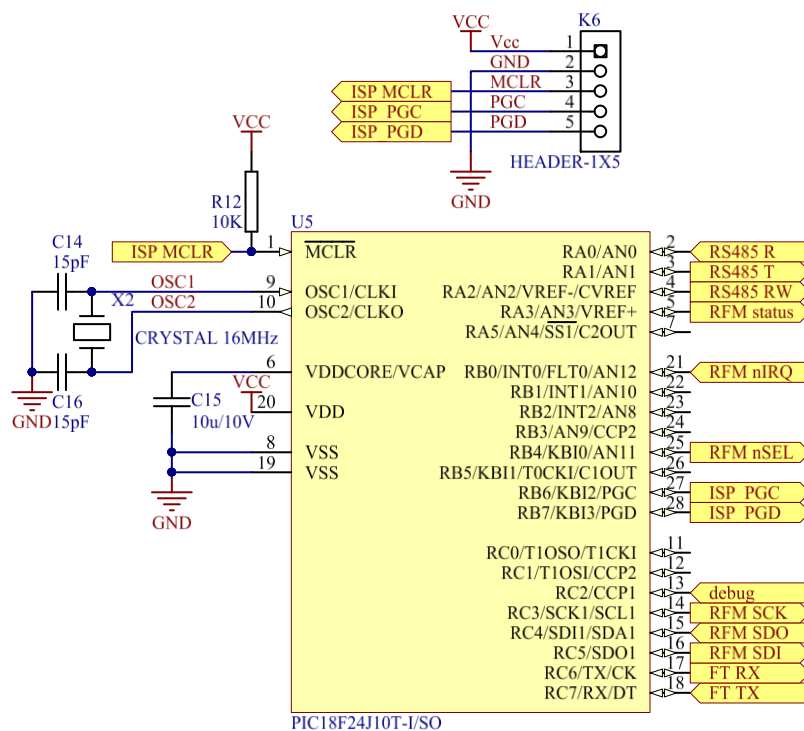 K6
VCC
Vcc 1
GND 2
ISP MCLR MCLR 3
ISP_PGC PGC 4
ISP_PGD PGD 5
HEADER-1X5
GND
VCC
R12
10K
U5
ISP MCLR 1 MCLR
C14
15pF
OSC1 9 OSC1/CLKI
OSC2 10 OSC2/CLKO
X2
CRYSTAL 16MHz
GND
C16
15pF
6 VDDCORE/VCAP
VCC
C15
10u/10V
20 VDD
8 VSS
19 VSS
GND
RA0/AN0 2 RS485 R
RA1/AN1 3 RS485 T
RA2/AN2/VREF-/CVREF 4 RS485 RW
RA3/AN3/VREF+ 5 RFM status
RA5/AN4/SS1/C2OUT 7
RB0/INT0/FLT0/AN12 21 RFM nIRQ
RB1/INT1/AN10 22
RB2/INT2/AN8 23
RB3/AN9/CCP2 24
RB4/KBI0/AN11 25 RFM nSEL
RB5/KBI1/T0CKI/C1OUT 26
RB6/KBI2/PGC 27 ISP_PGC
RB7/KBI3/PGD 28 ISP_PGD
RC0/T1OSO/T1CKI 11
RC1/T1OSI/CCP2 12
RC2/CCP1 13 debug
RC3/SCK1/SCL1 14 RFM SCK
RC4/SDI1/SDA1 15 RFM SDO
RC5/SDO1 16 RFM SDI
RC6/TX/CK 17 FT RX
RC7/RX/DT 18 FT TX
PIC18F24J10T-I/SO